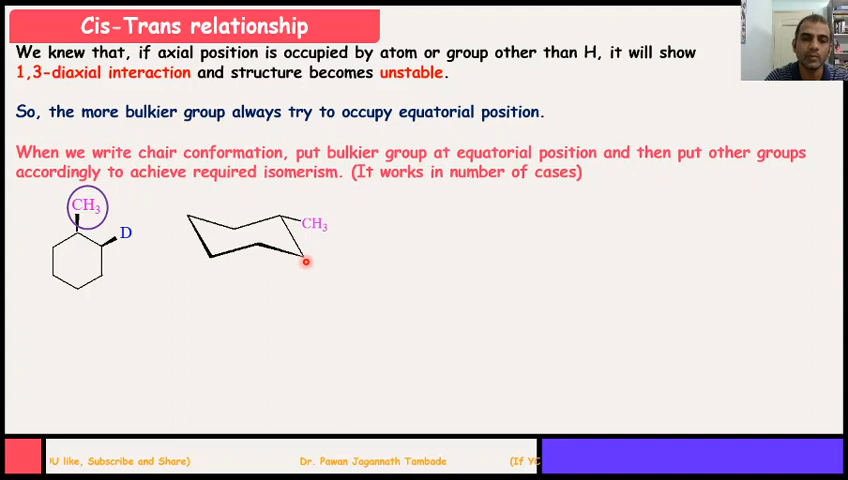 Cis-Trans relationship
We knew that, if axial position is occupied by atom or group other than H, it will show
1,3-diaxial interaction and structure becomes unstable.
So, the more bulkier group always try to occupy equatorial position.
When we write chair conformation, put bulkier group at equatorial position and then put other groups
accordingly to achieve required isomerism. (It works in number of cases)
CH3
D
CH3
U like, Subscribe and Share)
Dr. Pawan Jagannath Tambade
(If Y